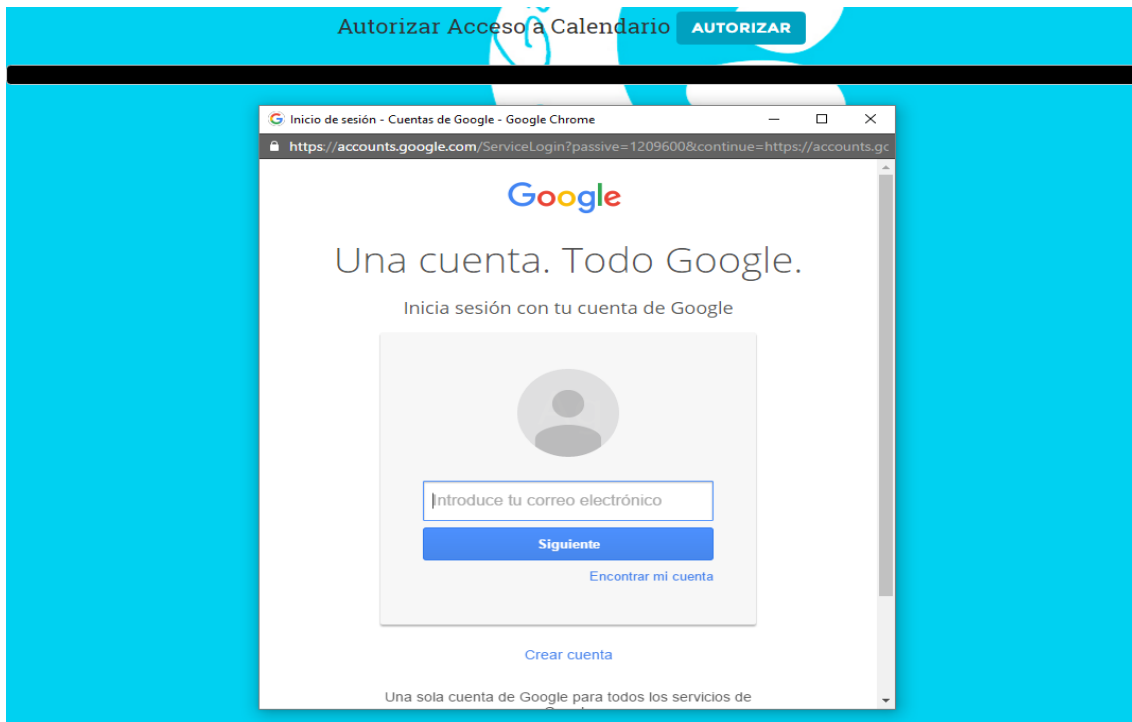 Autorizar Acceso a Calendario AUTORIZAR
Inicio de sesión - Cuentas de Google - Google Chrome
https://accounts.google.com/ServiceLogin?passive=1209600&continue=https://accounts.gc
Google
Una cuenta. Todo Google.
Inicia sesión con tu cuenta de Google
Introduce tu correo electrónico
Siguiente
Encontrar mi cuenta
Crear cuenta
Una sola cuenta de Google para todos los servicios de